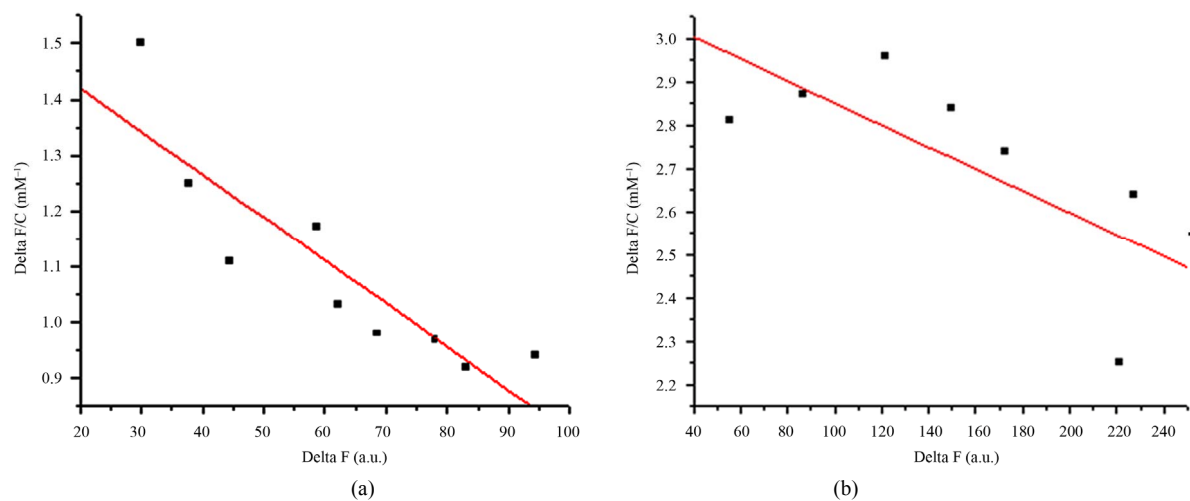 1.5
1.4
1.3
1.2
1.1
1.0
0.9
Delta F/C (mM⁻¹)
20 30 40 50 60 70 80 90 100
Delta F (a.u.)
(a)
3.0
2.9
2.8
2.7
2.6
2.5
2.4
2.3
2.2
Delta F/C (mM⁻¹)
40 60 80 100 120 140 160 180 200 220 240
Delta F (a.u.)
(b)